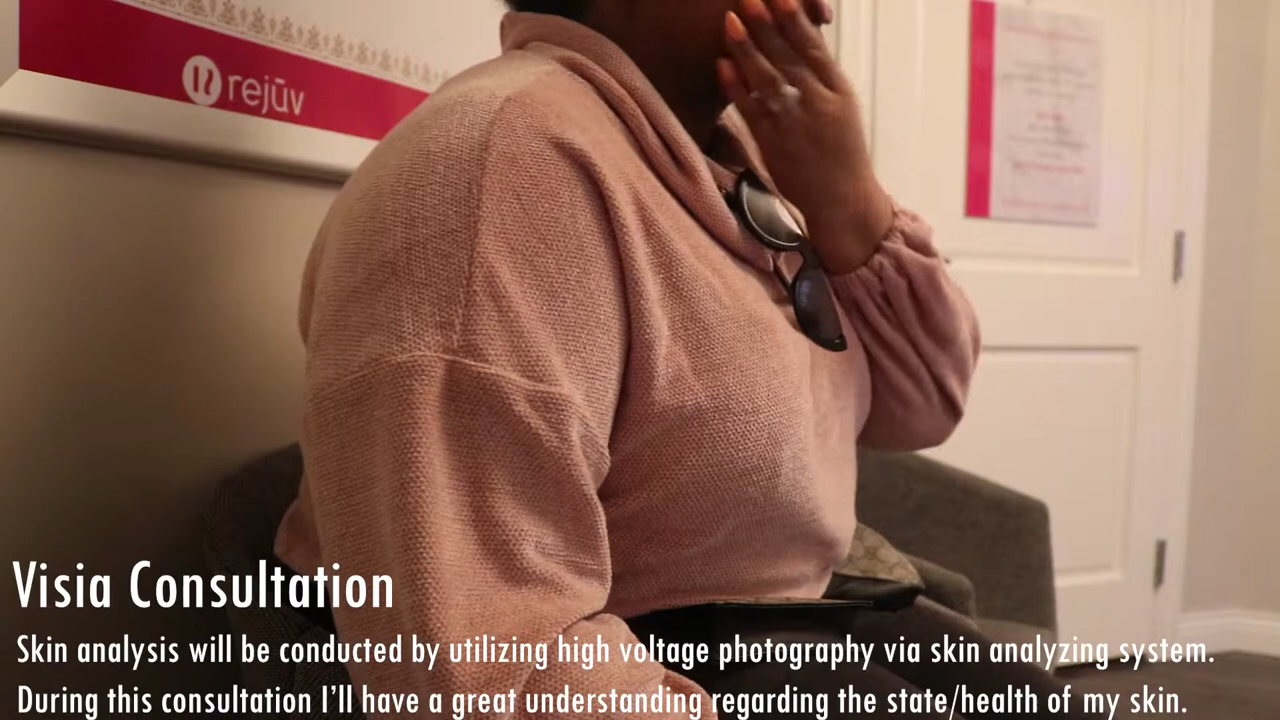 rejūv
Visia Consultation
Skin analysis will be conducted by utilizing high voltage photography via skin analyzing system.
During this consultation I'll have a great understanding regarding the state/health of my skin.